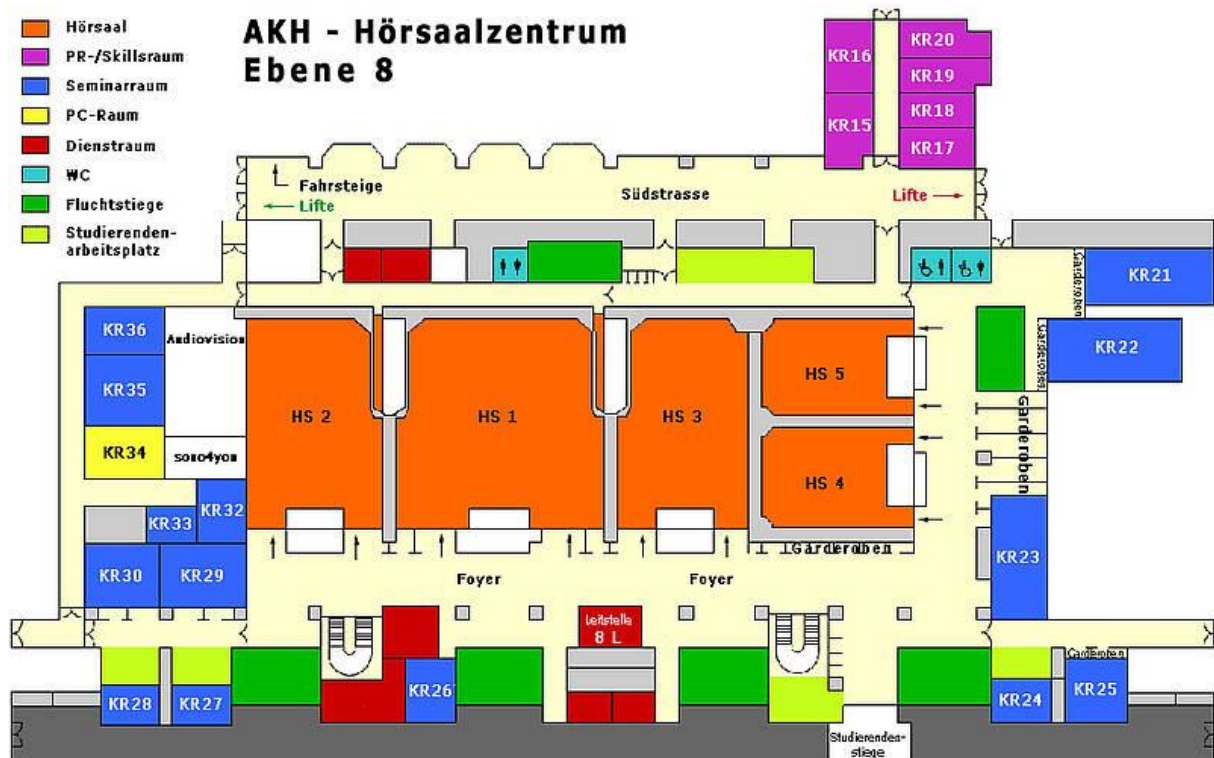 AKH - Hörsaalzentrum
Ebene 8
Hörsaal
PR-/Skillsraum
Seminarraum
PC-Raum
Dienstraum
WC
Fluchtstiege
Studierenden-
arbeitsplatz
KR16
KR20
KR19
KR15
KR18
KR17
Fahrsteige
Lifte
Südstrasse
Lifte
Garderoben
KR21
Garderoben
KR22
KR36
Audiovision
KR35
KR34
sono4you
HS 2
HS 1
HS 3
HS 5
HS 4
Garderoben
KR33
KR32
KR30
KR29
KR23
Garderoben
Foyer
Foyer
Leitstelle
8 L
KR28
KR27
KR26
Garderoben
KR24
KR25
Studierenden-
stiege